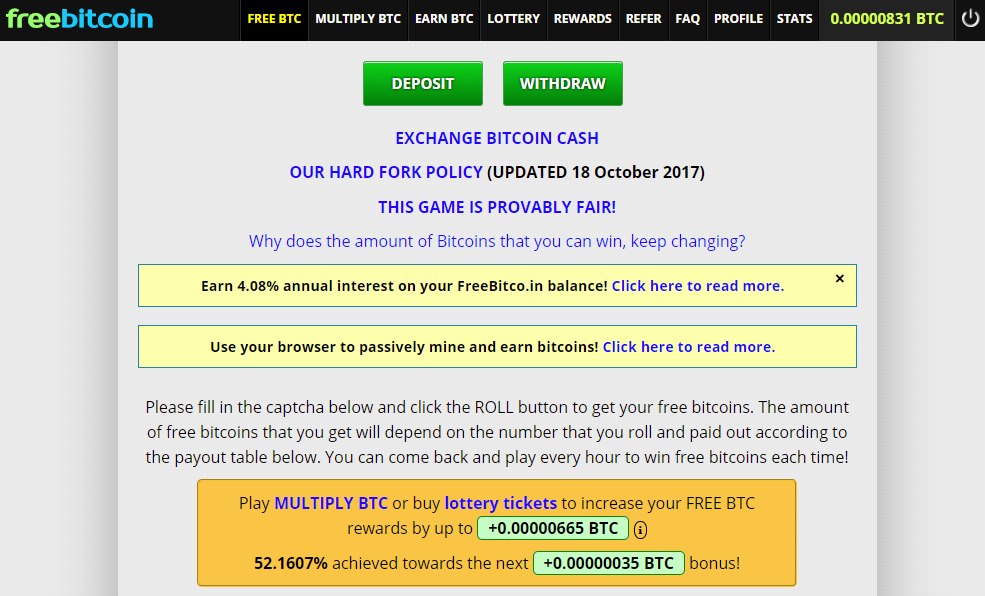 freebitcoin FREE BTC MULTIPLY BTC EARN BTC LOTTERY REWARDS REFER FAQ PROFILE STATS 0.00000831 BTC
DEPOSIT WITHDRAW
EXCHANGE BITCOIN CASH
OUR HARD FORK POLICY (UPDATED 18 October 2017)
THIS GAME IS PROVABLY FAIR!
Why does the amount of Bitcoins that you can win, keep changing?
Earn 4.08% annual interest on your FreeBitco.in balance! Click here to read more. ×
Use your browser to passively mine and earn bitcoins! Click here to read more.
Please fill in the captcha below and click the ROLL button to get your free bitcoins. The amount
of free bitcoins that you get will depend on the number that you roll and paid out according to
the payout table below. You can come back and play every hour to win free bitcoins each time!
Play MULTIPLY BTC or buy lottery tickets to increase your FREE BTC
rewards by up to +0.00000665 BTC i
52.1607% achieved towards the next +0.00000035 BTC bonus!